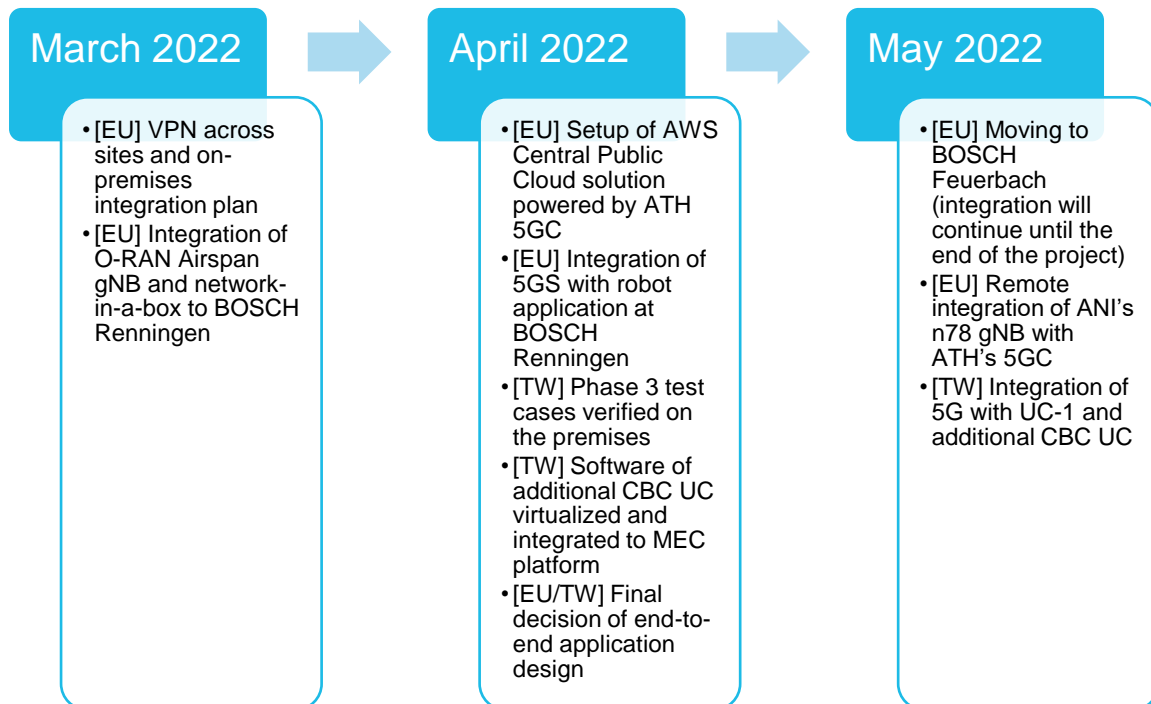 March 2022
• [EU] VPN across
sites and on-
premises
integration plan
• [EU] Integration of
O-RAN Airspan
gNB and network-
in-a-box to BOSCH
Renningen
April 2022
• [EU] Setup of AWS
Central Public
Cloud solution
powered by ATH
5GC
• [EU] Integration of
5GS with robot
application at
BOSCH
Renningen
• [TW] Phase 3 test
cases verified on
the premises
• [TW] Software of
additional CBC UC
virtualized and
integrated to MEC
platform
• [EU/TW] Final
decision of end-to-
end application
design
May 2022
• [EU] Moving to
BOSCH
Feuerbach
(integration will
continue until the
end of the project)
• [EU] Remote
integration of ANI's
n78 gNB with
ATH's 5GC
• [TW] Integration of
5G with UC-1 and
additional CBC UC